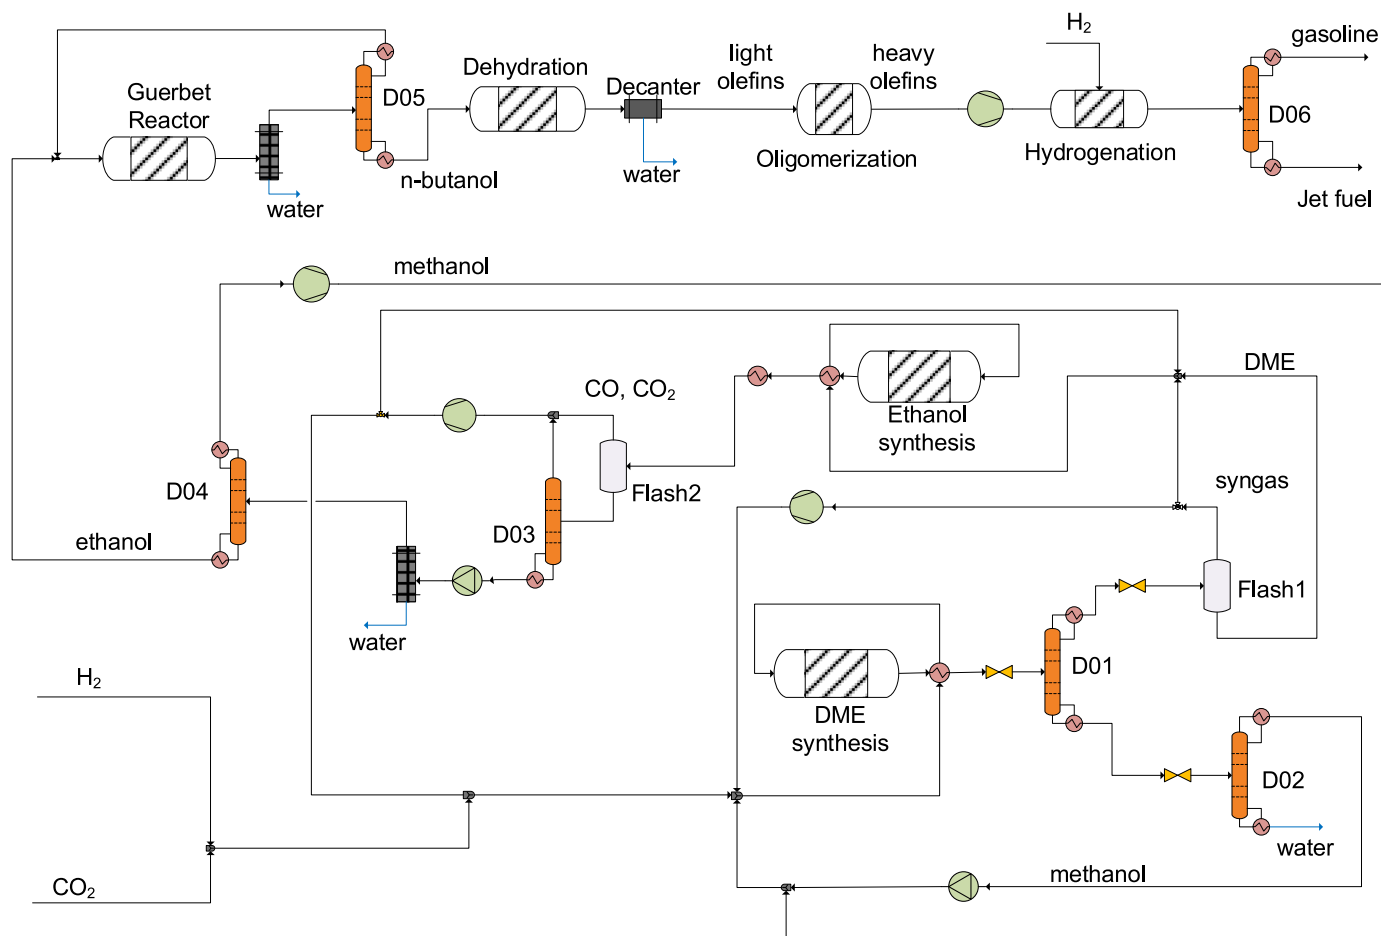 H₂
gasoline
light
olefins
heavy
olefins
Dehydration
Decanter
Guerbet
Reactor
D05
D06
Oligomerization
Hydrogenation
water
n-butanol
water
Jet fuel
methanol
DME
CO, CO₂
Ethanol
synthesis
D04
Flash2
syngas
D03
ethanol
Flash1
water
D01
H₂
DME
synthesis
D02
water
methanol
CO₂